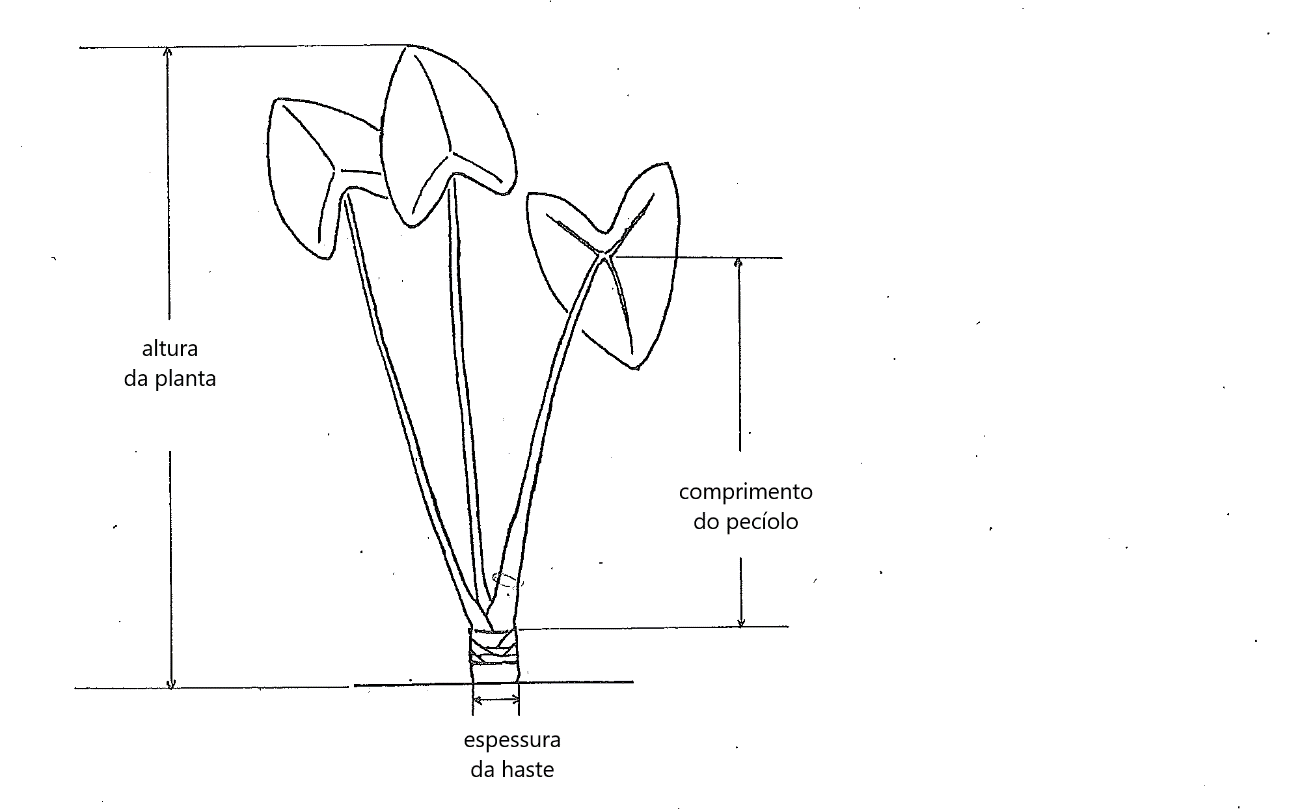 altura
da planta
comprimento
do pecíolo
espessura
da haste